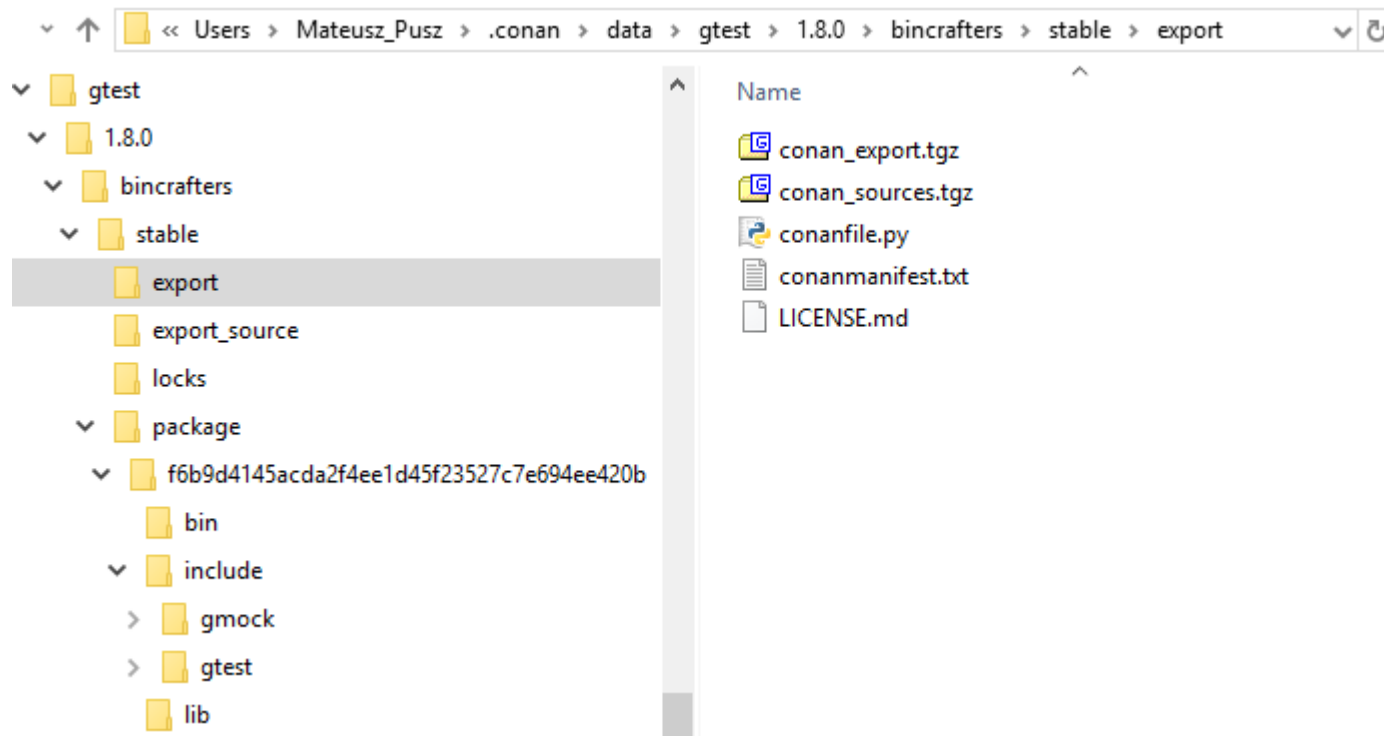 « Users > Mateusz_Pusz > .conan > data > gtest > 1.8.0 > bincrafters > stable > export
gtest
1.8.0
bincrafters
stable
export
export_source
locks
package
f6b9d4145acda2f4ee1d45f23527c7e694ee420b
bin
include
gmock
gtest
lib
Name
conan_export.tgz
conan_sources.tgz
conanfile.py
conanmanifest.txt
LICENSE.md